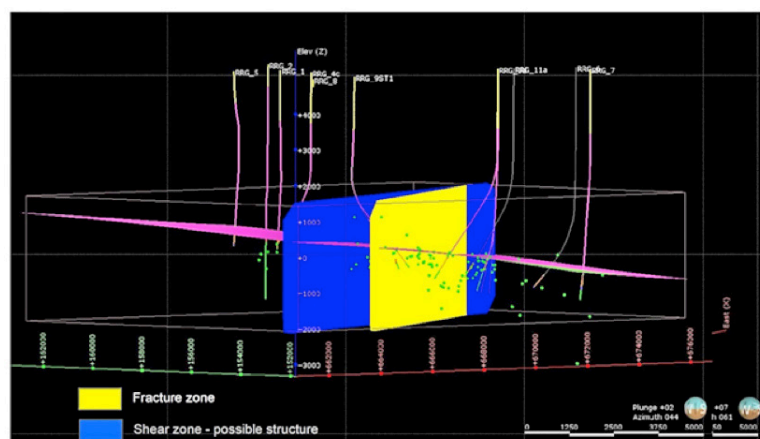 Elev (Z)
RRG_5
RRG_2
RRG_1
RRG_4c
RRG_8
RRG_9ST1
RRG_11a
RRG_7
+4000
+3000
+2000
+1000
+0
-1000
-2000
-3000
East (X)
+152000
+160000
+158000
+156000
+154000
+662000
+664000
+666000
+668000
+670000
+672000
+674000
+676000
Fracture zone
Shear zone - possible structure
Plunge +02
Azimuth 044
+07
h 061
0
1250
2500
3750
5000
50
5000